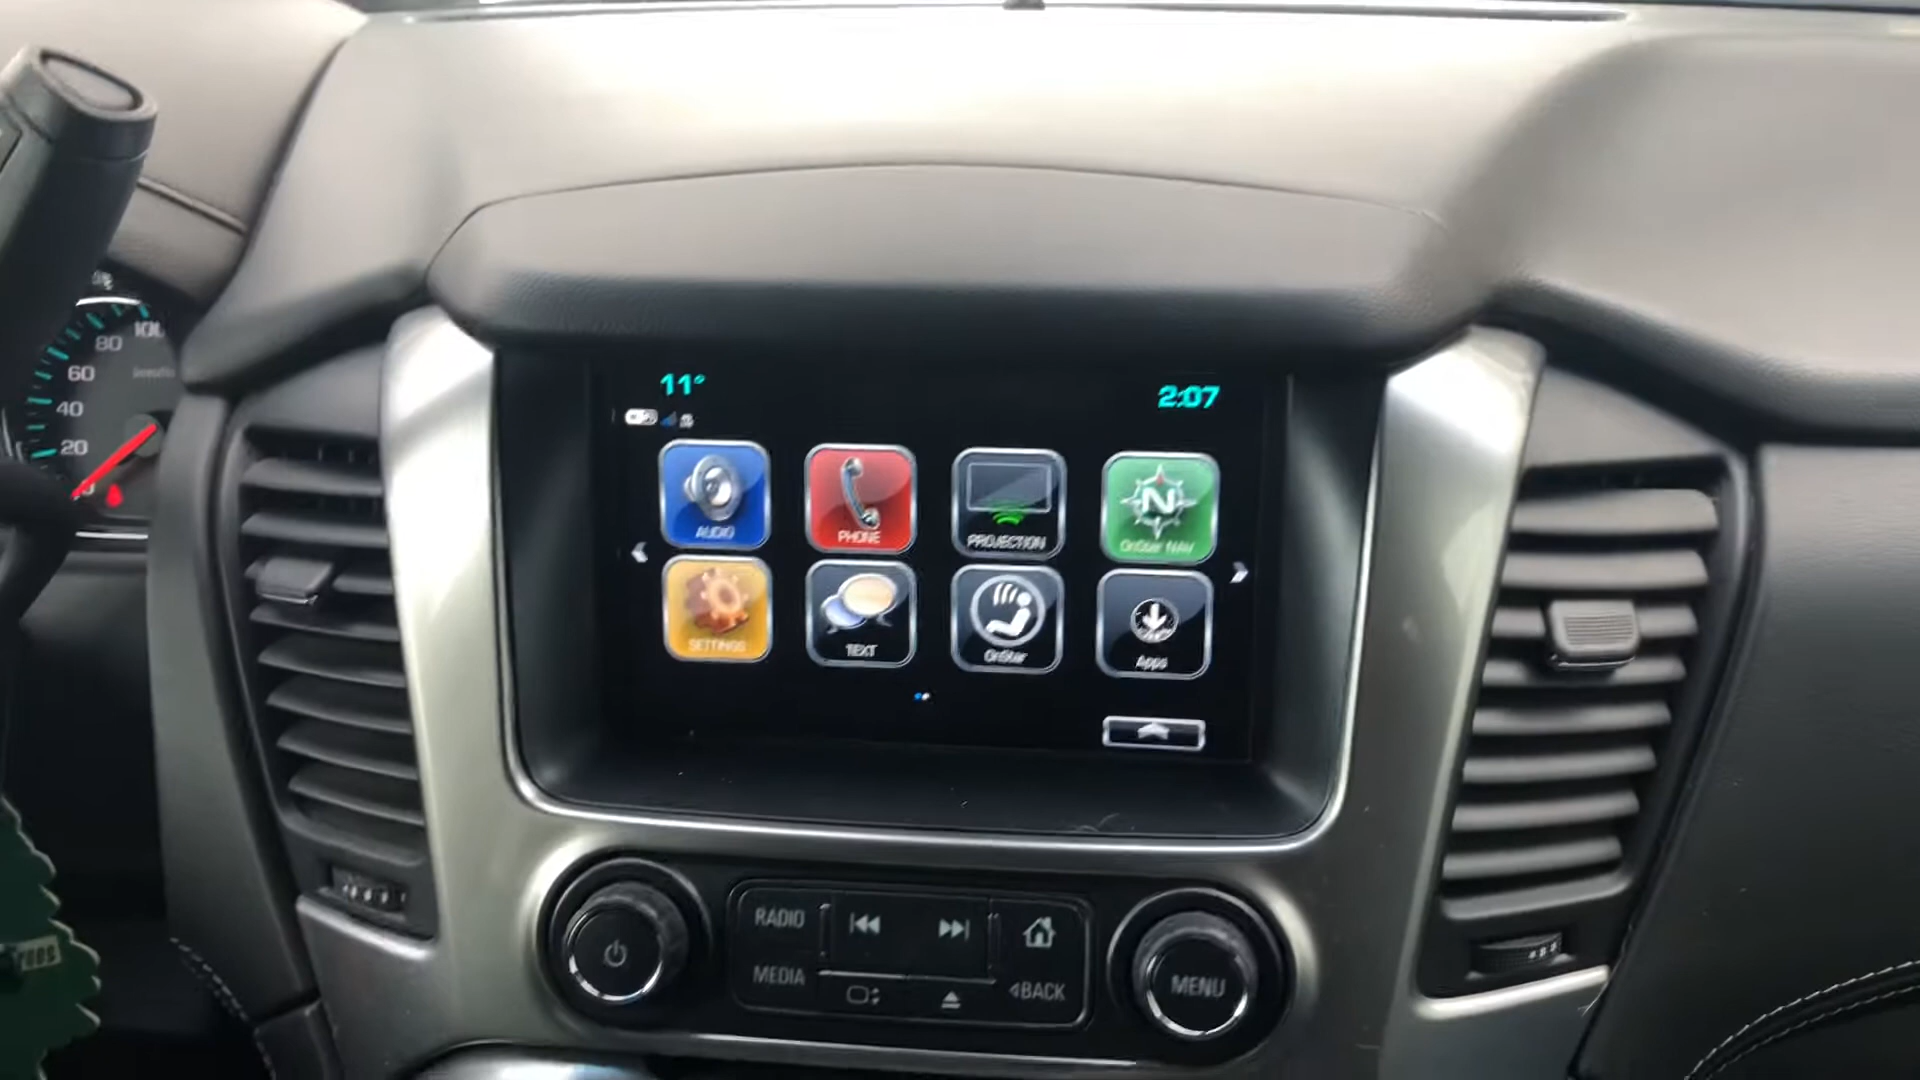 11°
2:07
AUDIO
PHONE
PROJECTION
N
OnStar NAV
SETTINGS
TEXT
OnStar
Apps
100
80
60
40
20
RADIO
MEDIA
BACK
MENU